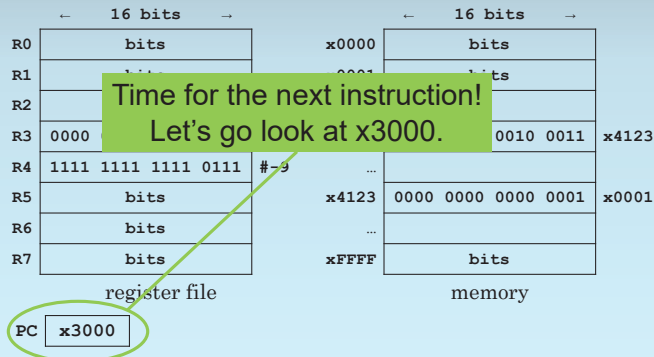 ← 16 bits → ← 16 bits →
R0 bits x0000 bits
R1 bits
R2
Time for the next instruction!
Let's go look at x3000.
R3 0000 0010 0011 x4123
R4 1111 1111 1111 0111 #-9 …
R5 bits x4123 0000 0000 0000 0001 x0001
R6 bits …
R7 bits xFFFF bits
register file memory
PC x3000